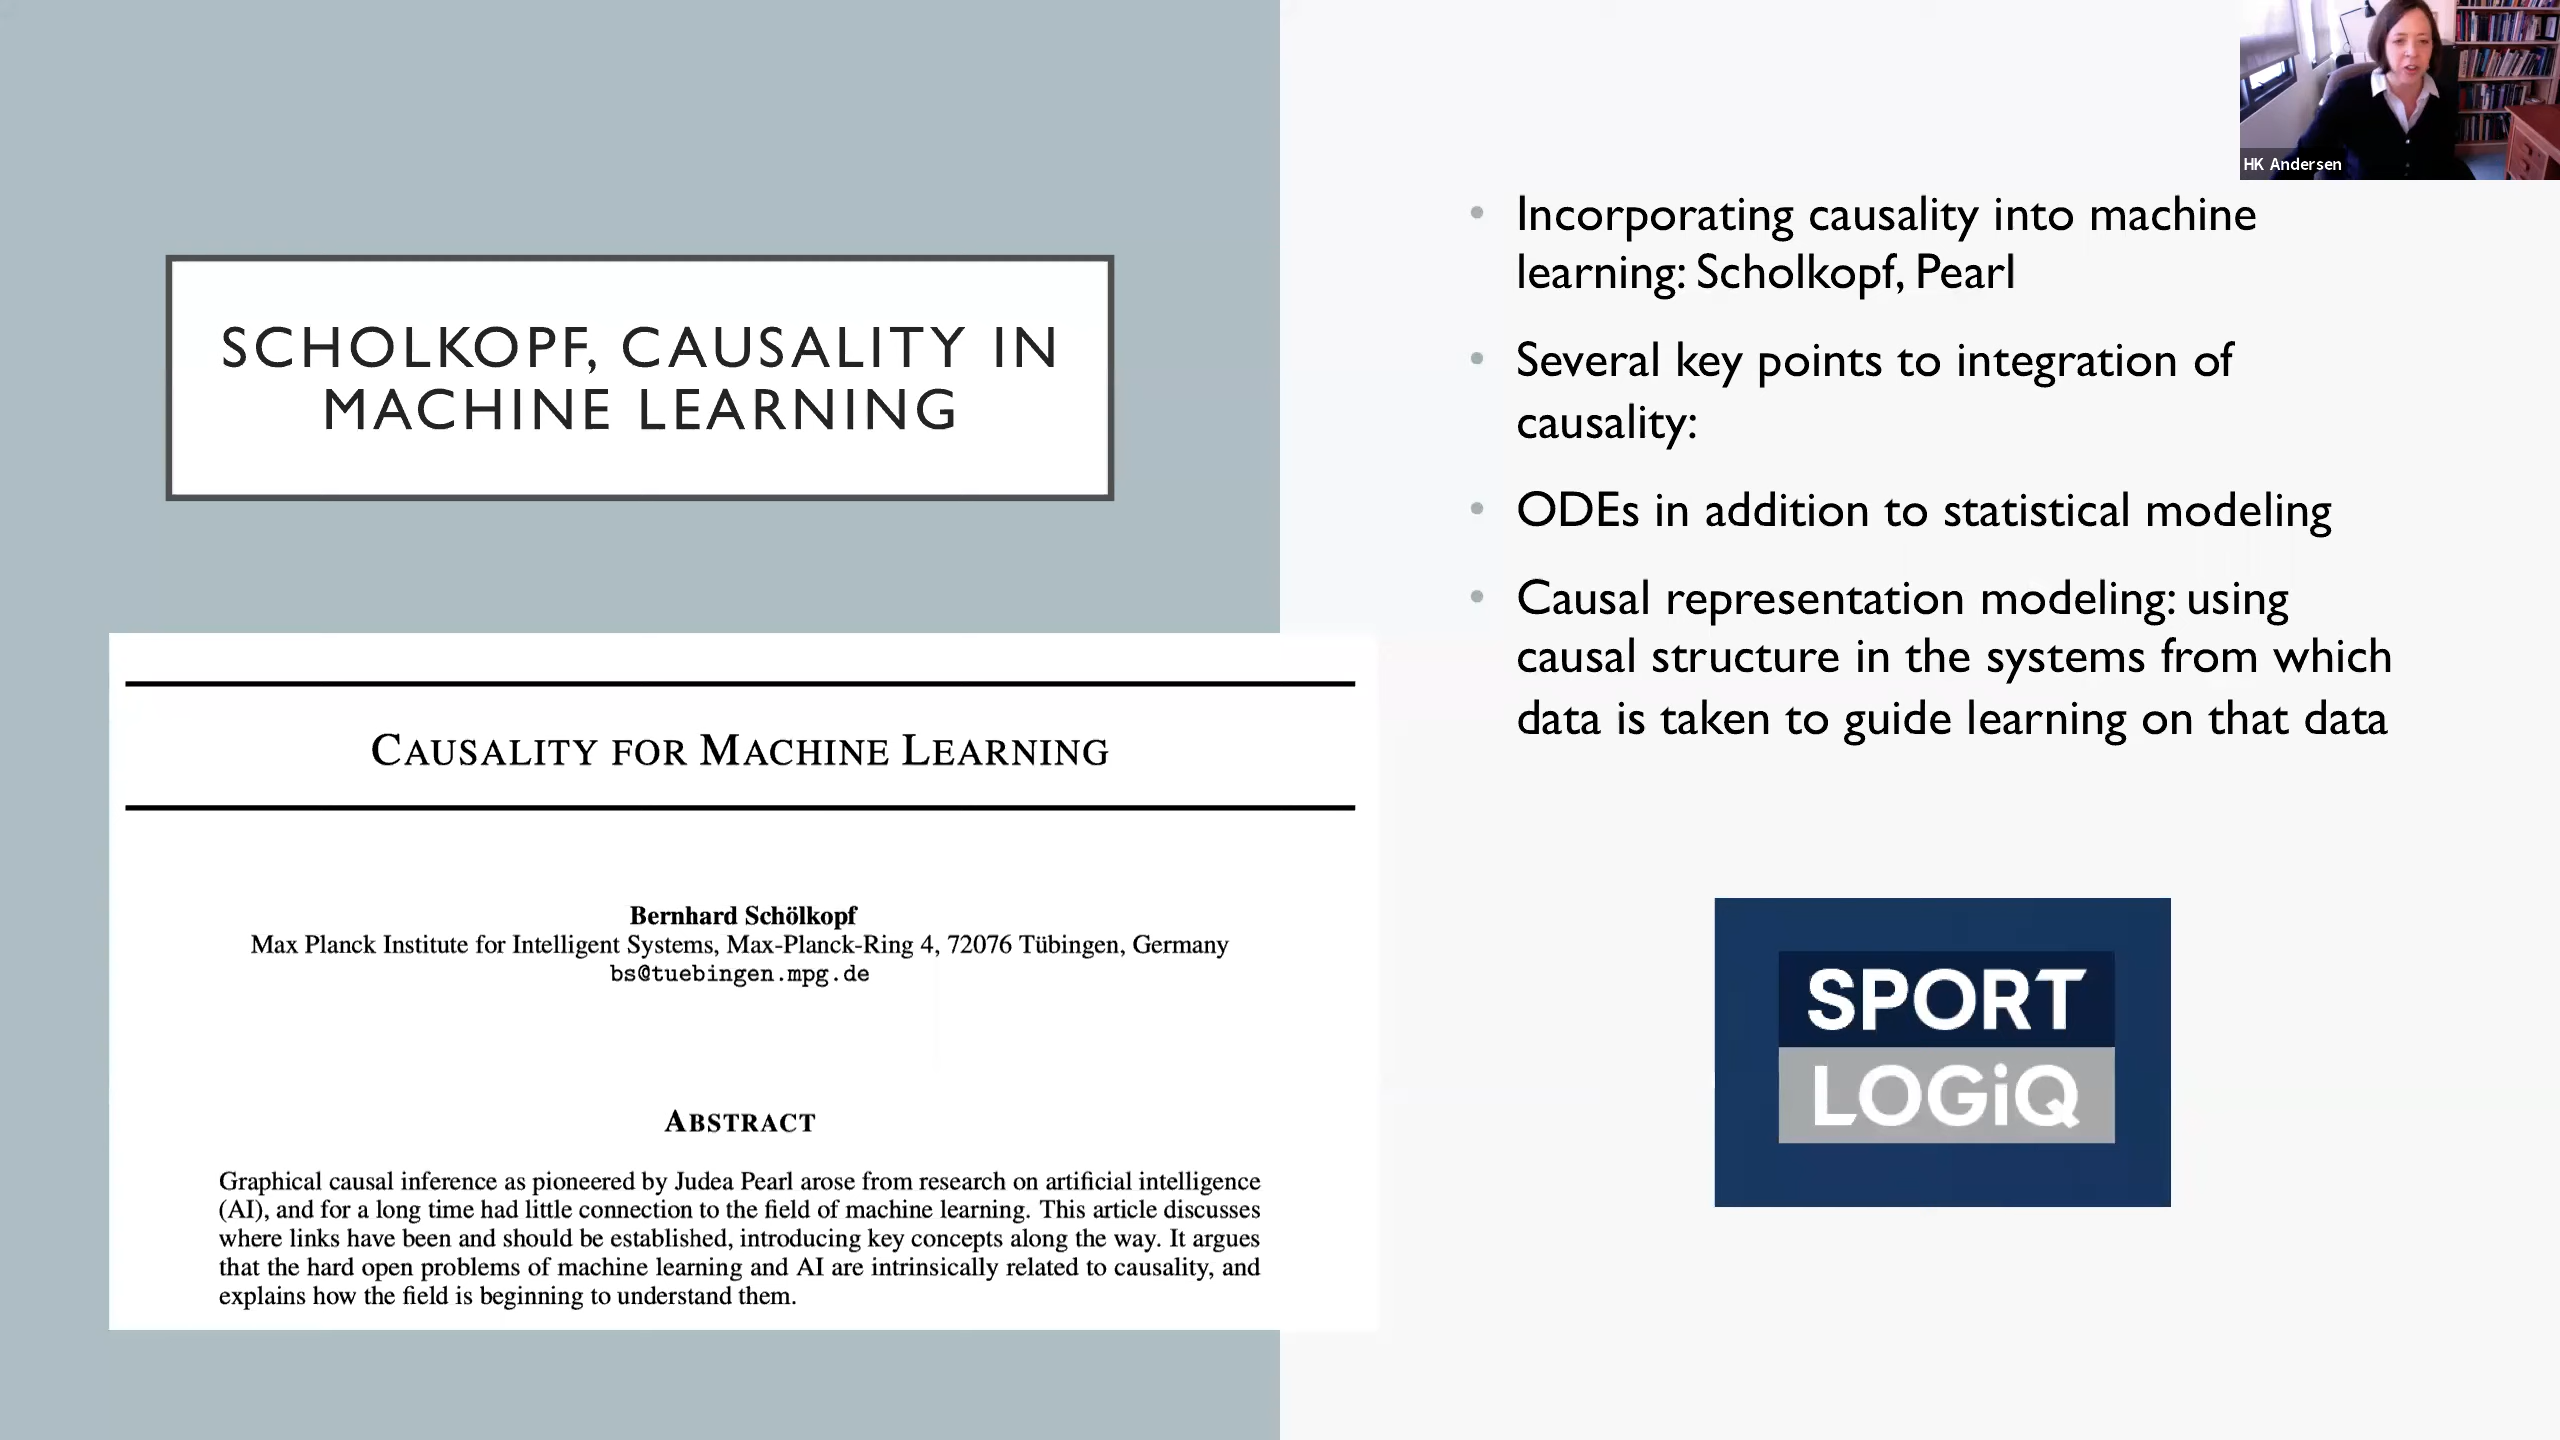 SCHOLKOPF, CAUSALITY IN
MACHINE LEARNING
CAUSALITY FOR MACHINE LEARNING
Bernhard Schölkopf
Max Planck Institute for Intelligent Systems, Max-Planck-Ring 4, 72076 Tübingen, Germany
bs@tuebingen.mpg.de
ABSTRACT
Graphical causal inference as pioneered by Judea Pearl arose from research on artificial intelligence
(AI), and for a long time had little connection to the field of machine learning. This article discusses
where links have been and should be established, introducing key concepts along the way. It argues
that the hard open problems of machine learning and AI are intrinsically related to causality, and
explains how the field is beginning to understand them.
HK Andersen
• Incorporating causality into machine
learning: Scholkopf, Pearl
• Several key points to integration of
causality:
• ODEs in addition to statistical modeling
• Causal representation modeling: using
causal structure in the systems from which
data is taken to guide learning on that data
SPORT
LOGiQ